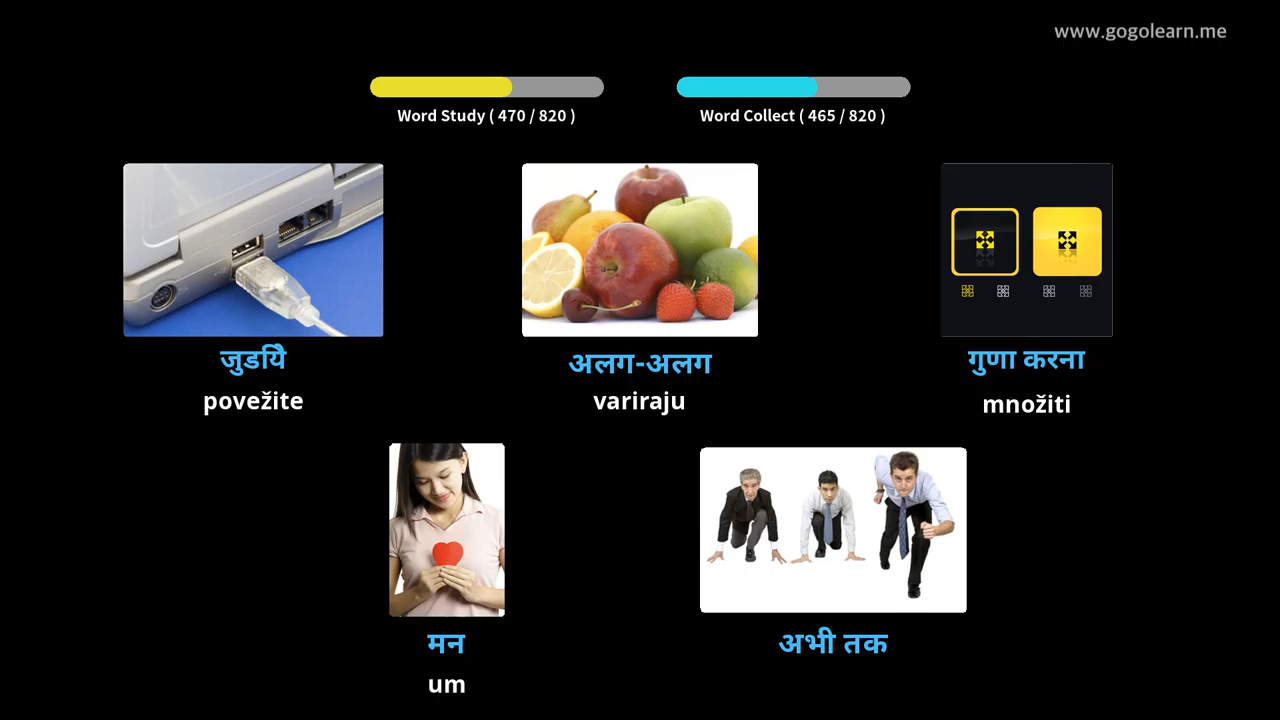 www.gogolearn.me
Word Study ( 470 / 820 )
Word Collect ( 465 / 820 )
जुडयिे
अलग-अलग
गुणा करना
povežite
variraju
množiti
मन
अभी तक
um